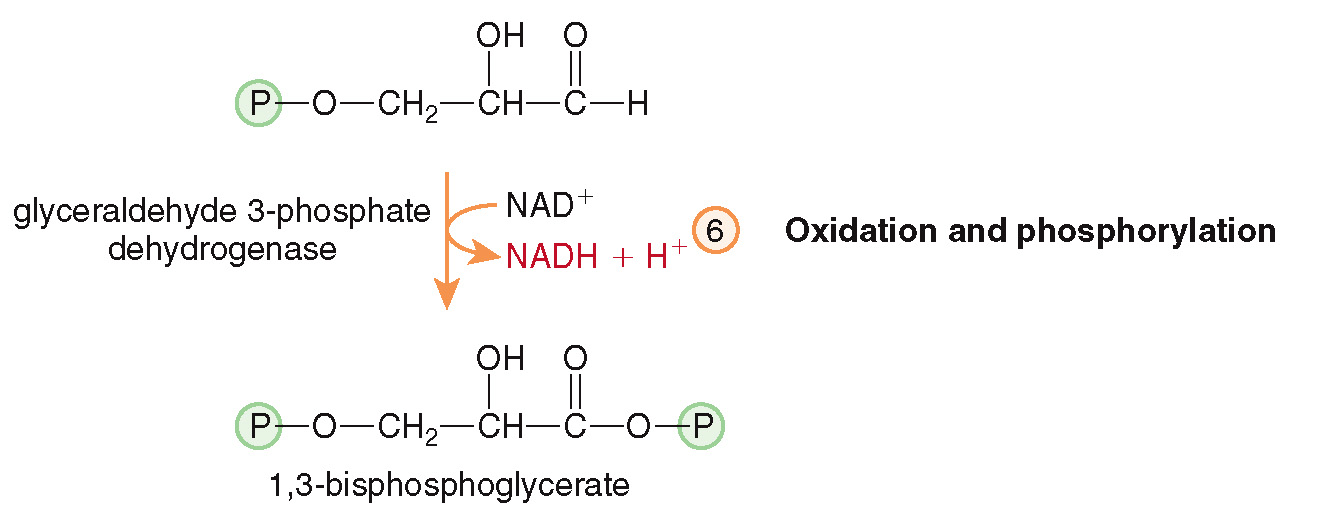 OH O
P—O—CH₂—CH—C—H
glyceraldehyde 3-phosphate
dehydrogenase
NAD⁺
NADH + H⁺
6
Oxidation and phosphorylation
OH O
P—O—CH₂—CH—C—O—P
1,3-bisphosphoglycerate